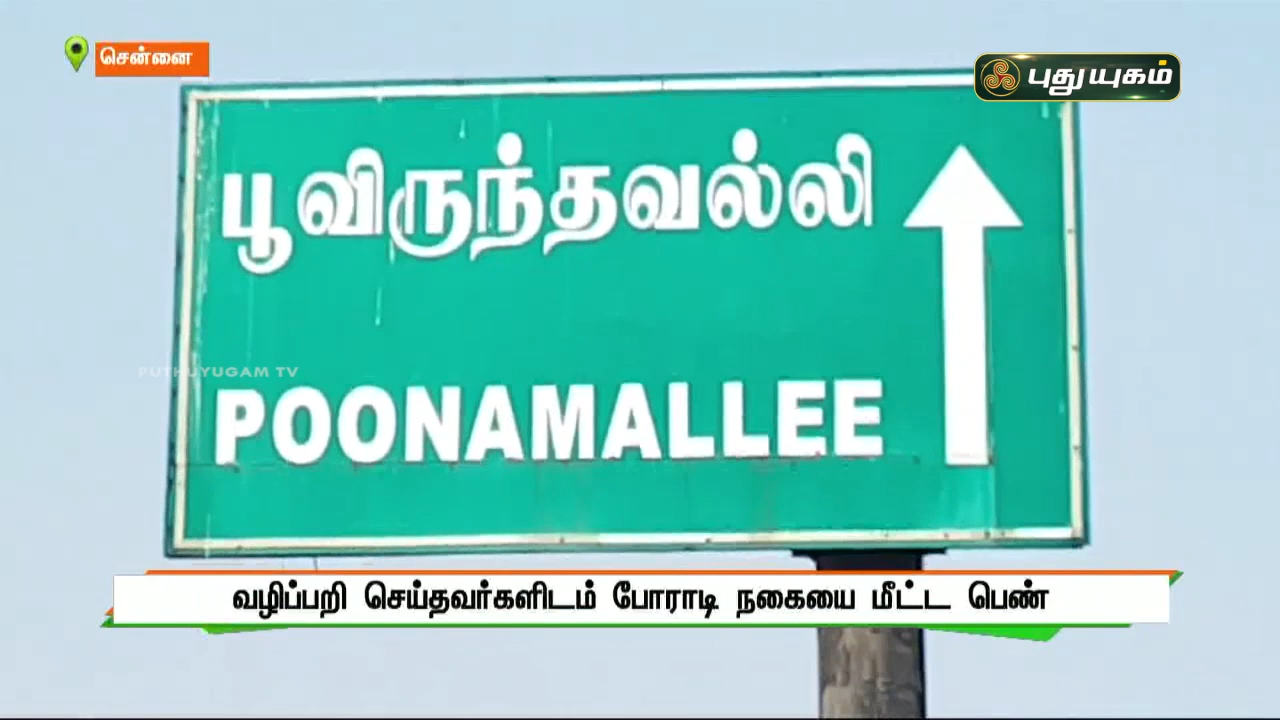 சென்னை
புதுயுகம்
பூவிருந்தவல்லி
PUTHUYUGAM TV
POONAMALLEE
வழிப்பறி செய்தவர்களிடம் போராடி நகையை மீட்ட பெண்